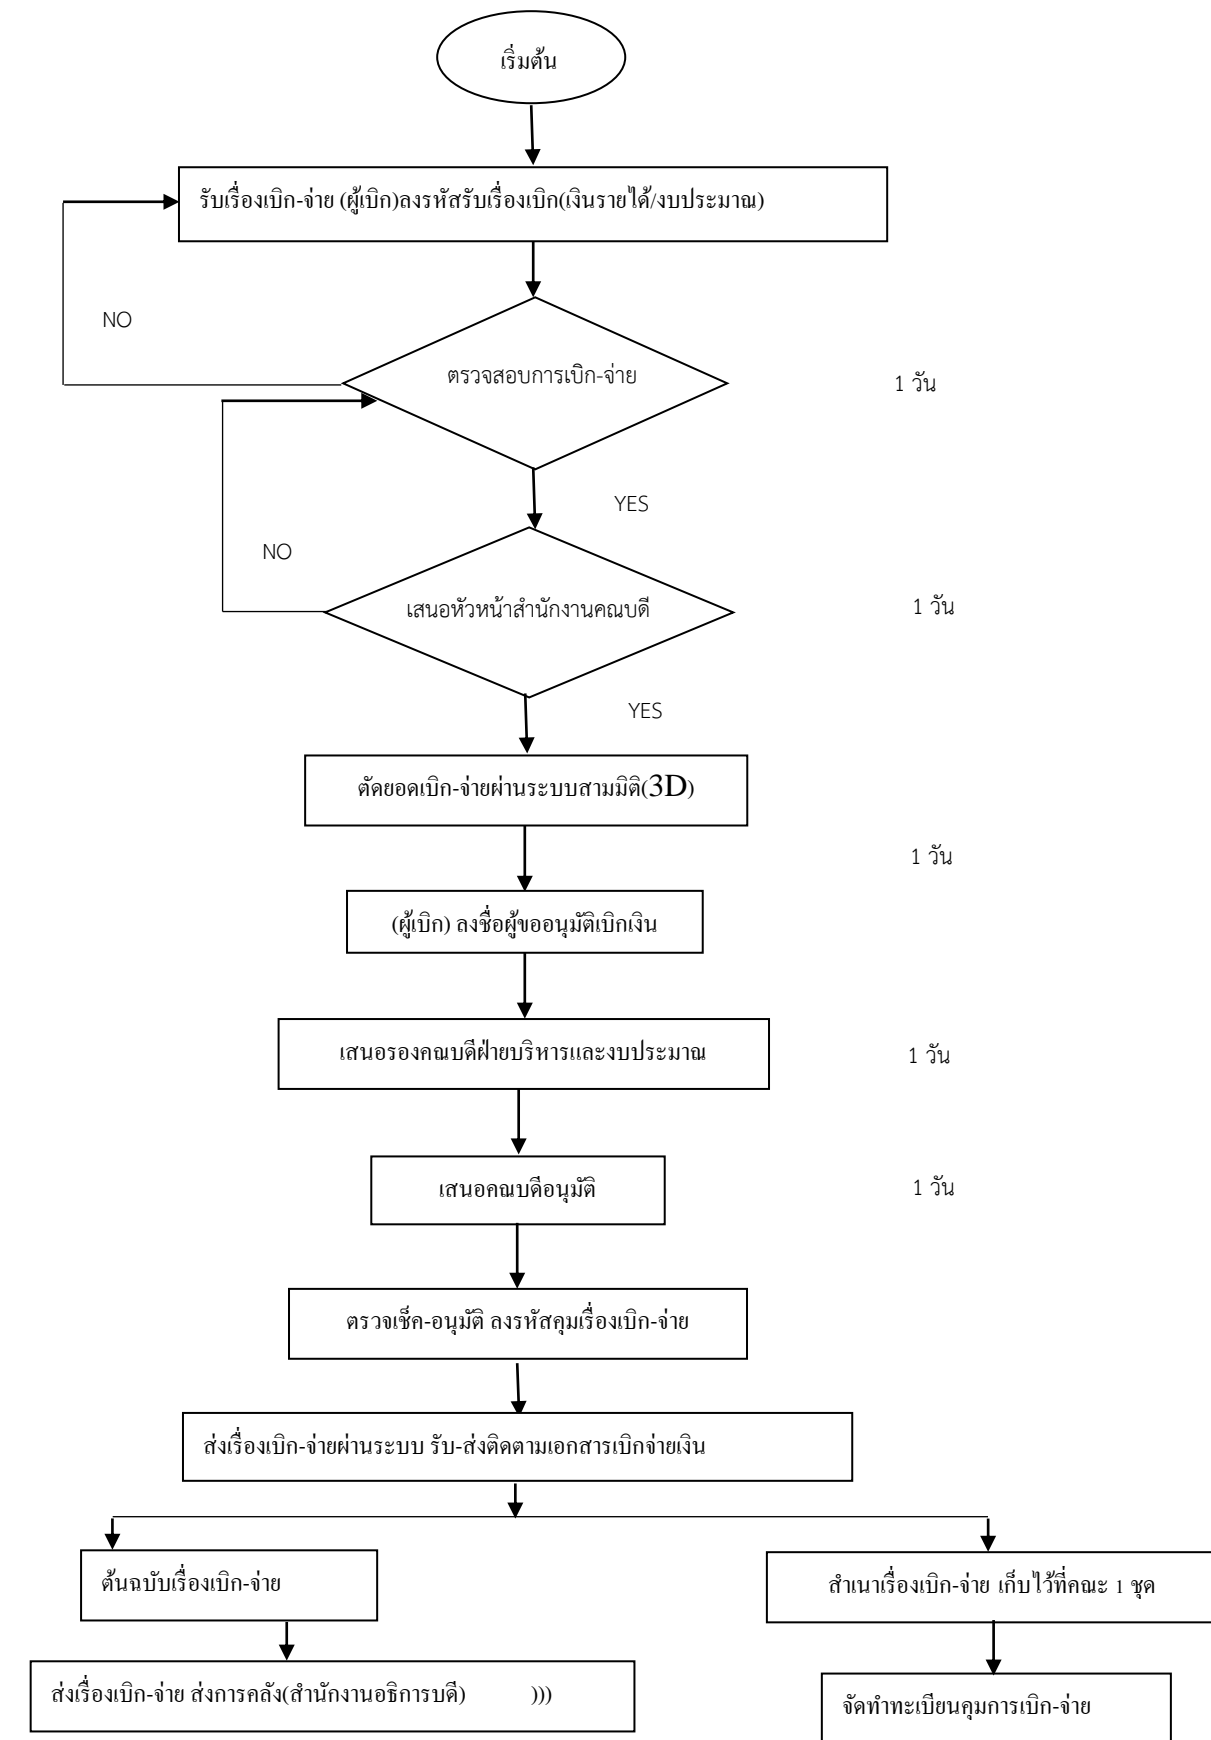 เริ่มต้น
รับเรื่องเบิก-จ่าย (ผู้เบิก)ลงรหัสรับเรื่องเบิก(เงินรายได้/งบประมาณ)
NO
ตรวจสอบการเบิก-จ่าย
1 วัน
YES
NO
เสนอหัวหน้าสำนักงานคณบดี
1 วัน
YES
ตัดยอดเบิก-จ่ายผ่านระบบสามมิติ(3D)
1 วัน
(ผู้เบิก) ลงชื่อผู้ขออนุมัติเบิกเงิน
เสนอรองคณบดีฝ่ายบริหารและงบประมาณ
1 วัน
เสนอคณบดีอนุมัติ
1 วัน
ตรวจเช็ค-อนุมัติ ลงรหัสคุมเรื่องเบิก-จ่าย
ส่งเรื่องเบิก-จ่ายผ่านระบบ รับ-ส่งติดตามเอกสารเบิกจ่ายเงิน
ต้นฉบับเรื่องเบิก-จ่าย
สำเนาเรื่องเบิก-จ่าย เก็บไว้ที่คณะ 1 ชุด
ส่งเรื่องเบิก-จ่าย ส่งการคลัง(สำนักงานอธิการบดี) )))
จัดทำทะเบียนคุมการเบิก-จ่าย